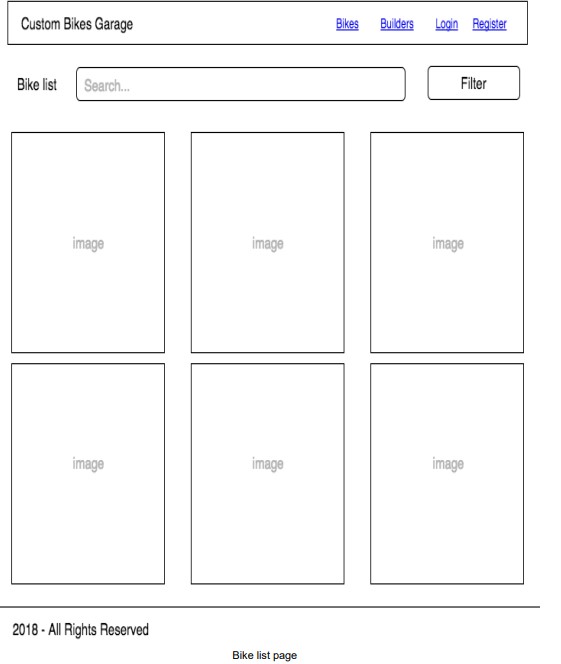 Custom Bikes Garage Bikes Builders Login Register
Bike list Search... Filter
image image image
image image image
2018 - All Rights Reserved
Bike list page